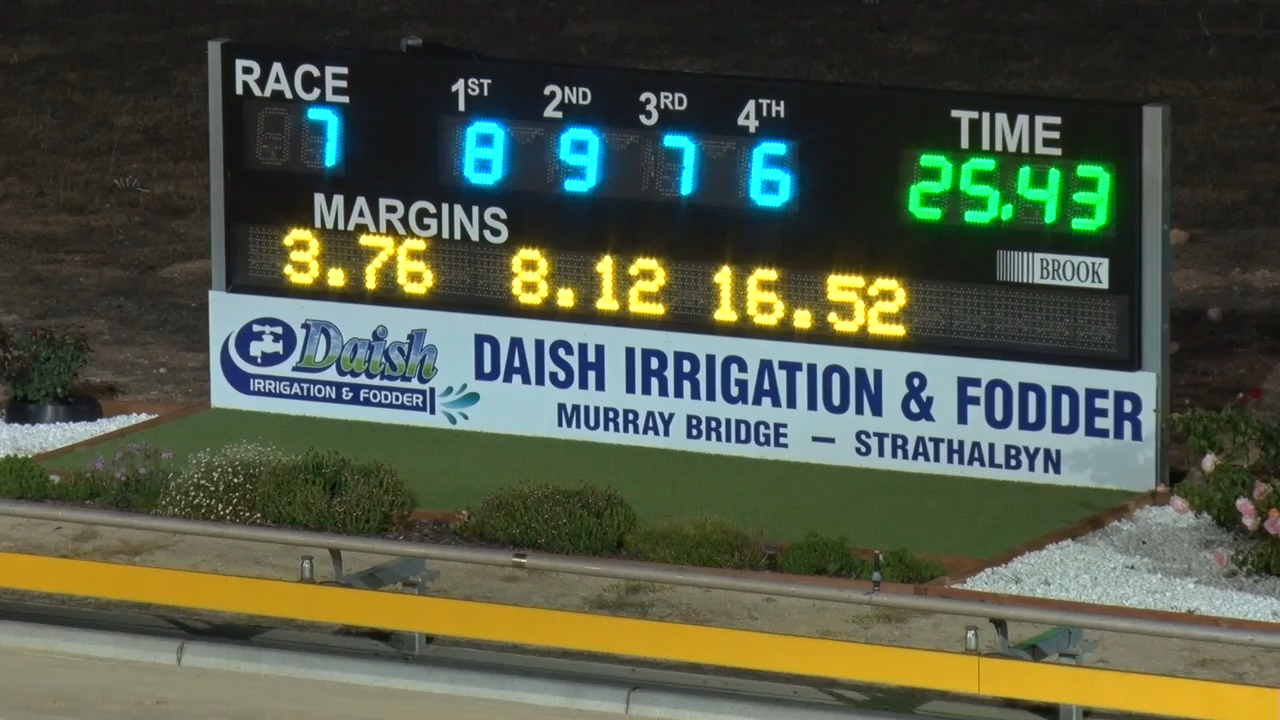 RACE 1ST 2ND 3RD 4TH TIME
7 8 9 7 6 25.43
MARGINS
3.76 8.12 16.52
BROOK
Daish
IRRIGATION & FODDER
DAISH IRRIGATION & FODDER
MURRAY BRIDGE — STRATHALBYN